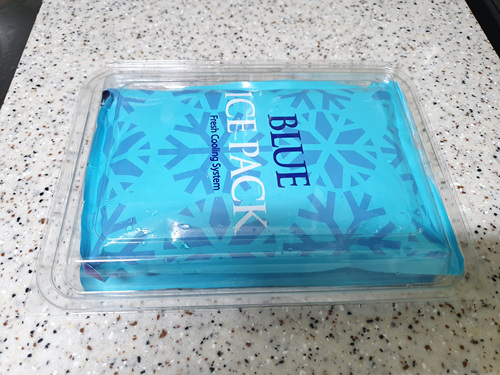 BLUE
ICE PACK
Fresh Cooling System